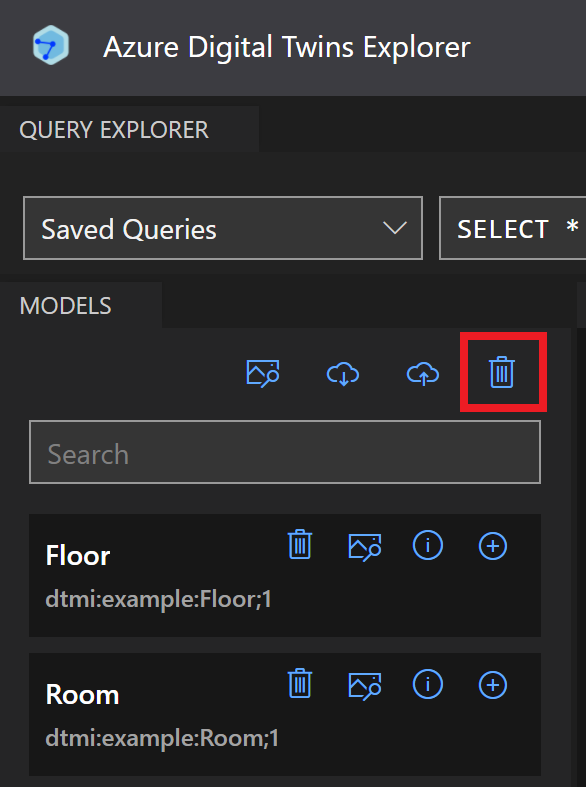 Azure Digital Twins Explorer
QUERY EXPLORER
Saved Queries
SELECT *
MODELS
Search
Floor
dtmi:example:Floor;1
Room
dtmi:example:Room;1